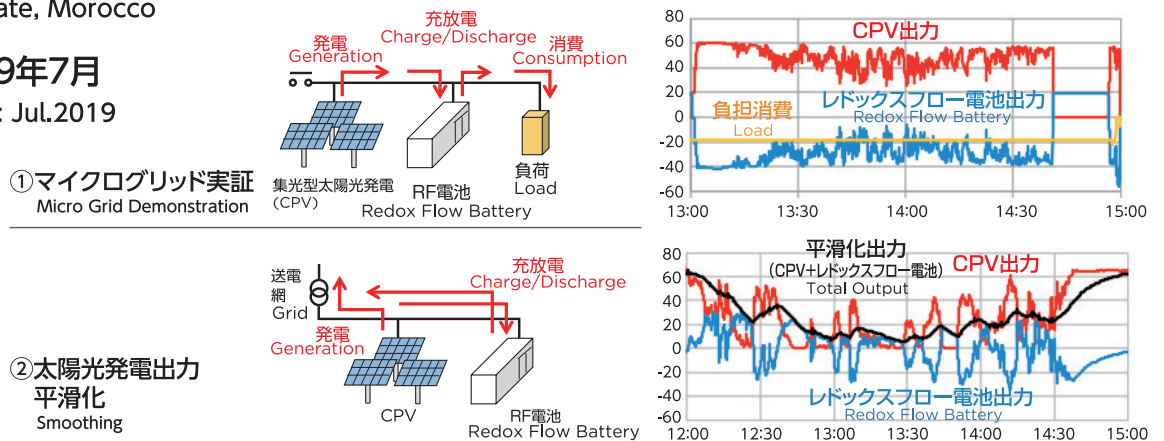 ate, Morocco
9年7月
: Jul.2019
①マイクログリッド実証
Micro Grid Demonstration
発電
Generation
充放電
Charge/Discharge
消費
Consumption
集光型太陽光発電
(CPV)
RF電池
Redox Flow Battery
負荷
Load
80
60
40
20
0
-20
-40
-60
CPV出力
負担消費
Load
レドックスフロー電池出力
Redox Flow Battery
13:00
13:30
14:00
14:30
15:00
②太陽光発電出力
平滑化
Smoothing
送電
網
Grid
発電
Generation
充放電
Charge/Discharge
CPV
RF電池
Redox Flow Battery
80
60
40
20
0
-20
-40
-60
平滑化出力
(CPV+レドックスフロー電池)
Total Output
CPV出力
レドックスフロー電池出力
Redox Flow Battery
12:00
12:30
13:00
13:30
14:00
14:30
15:00